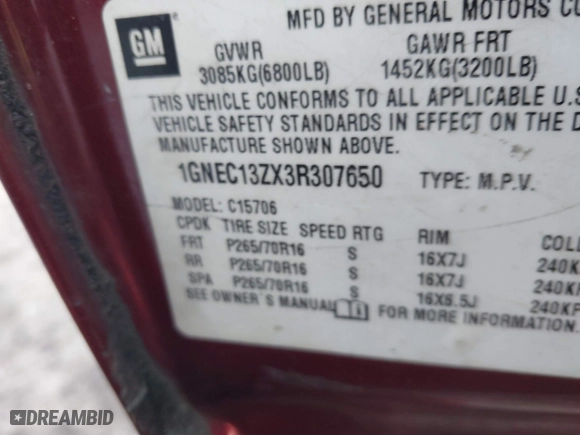 MFD BY GENERAL MOTORS CO
GM
GVWR GAWR FRT
3085KG(6800LB) 1452KG(3200LB)
THIS VEHICLE CONFORMS TO ALL APPLICABLE U.S
VEHICLE SAFETY STANDARDS IN EFFECT ON THE D
MANUFACTURE SHOWN ABOVE.
1GNEC13ZX3R307650 TYPE: M.P.V.
MODEL: C15706
CPDK TIRE SIZE SPEED RTG RIM COL
FRT P265/70R16 S 16X7J 240K
RR P265/70R16 S 16X7J 240KP
SPA P265/70R16 S 16X6.5J 240KP
SEE OWNER'S MANUAL i FOR MORE INFORMATION.
DREAMBID